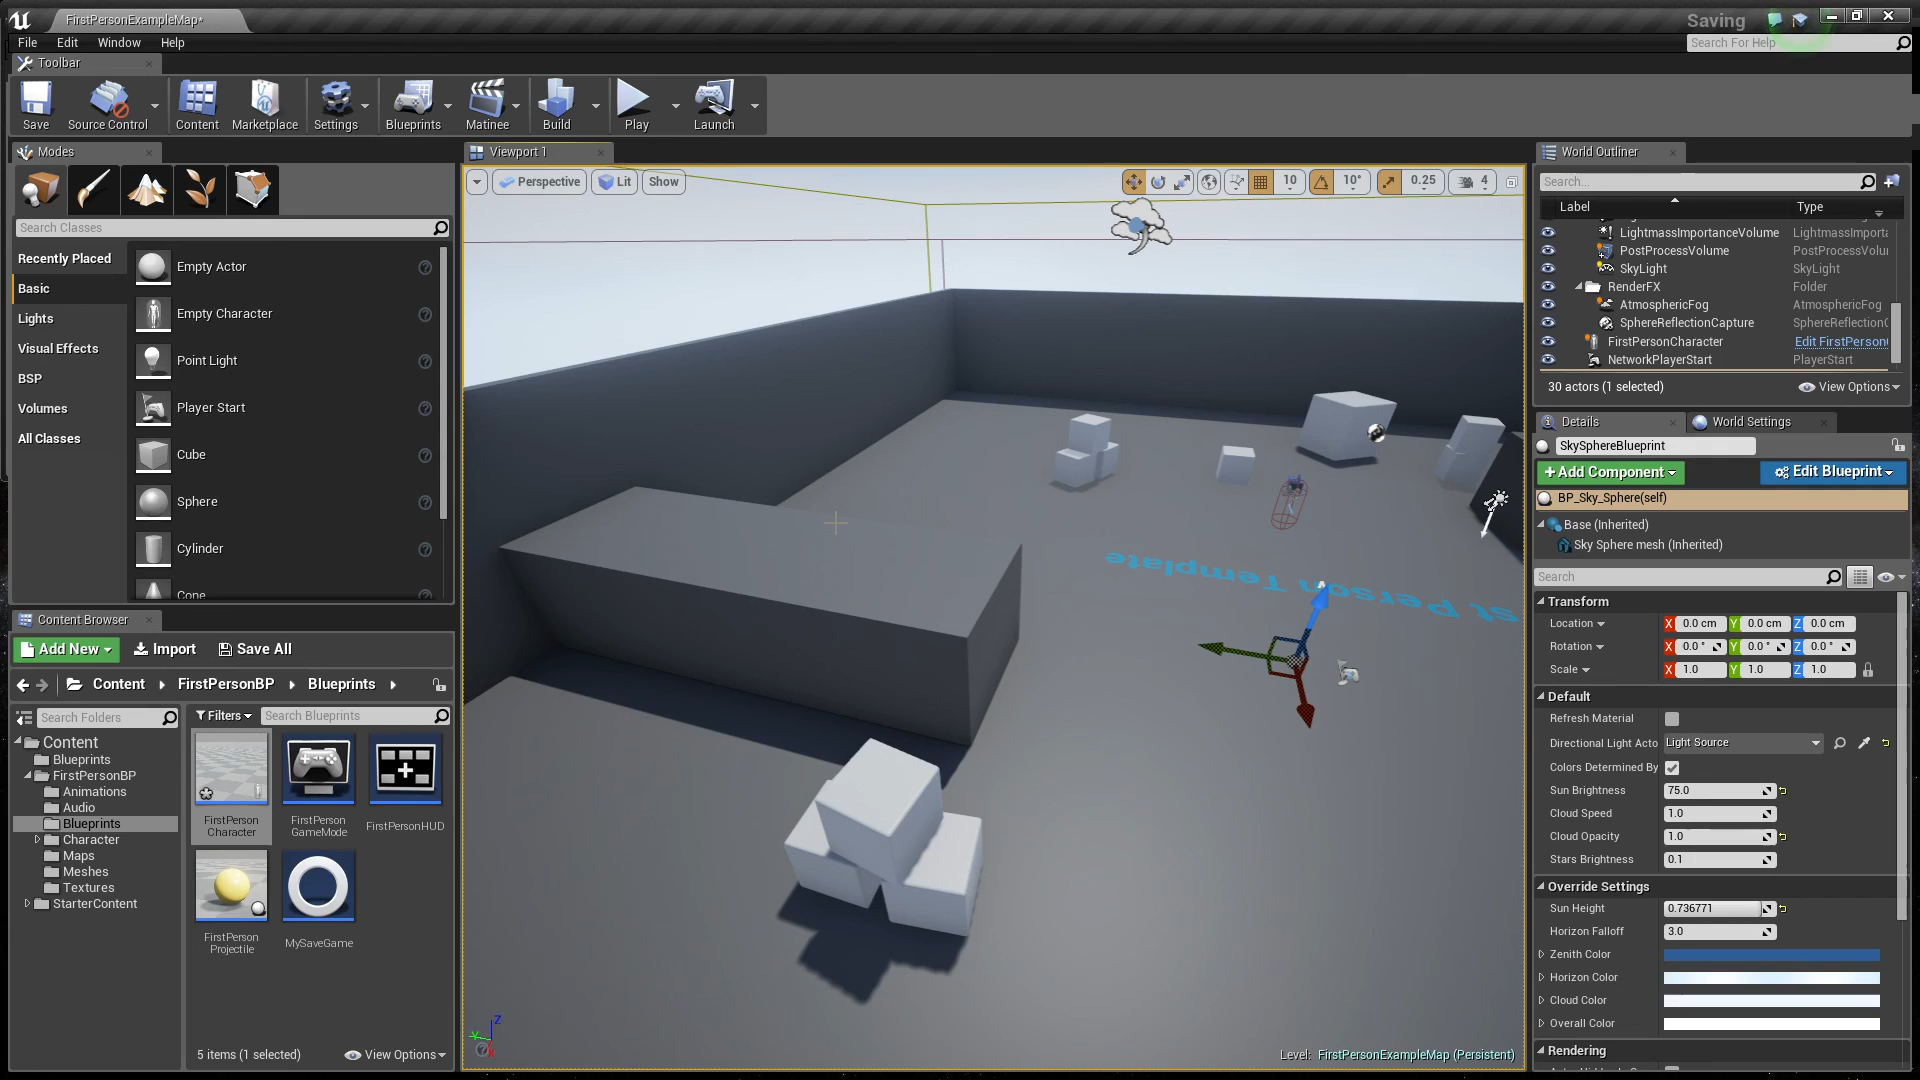 FirstPersonExampleMap*
Saving
File Edit Window Help
Search For Help
Toolbar
Save
Source Control
Content
Marketplace
Settings
Blueprints
Matinee
Build
Play
Launch
Modes
Search Classes
Recently Placed
Basic
Lights
Visual Effects
BSP
Volumes
All Classes
Empty Actor
Empty Character
Point Light
Player Start
Cube
Sphere
Cylinder
Cone
Viewport 1
Perspective Lit Show
10 10° 0.25 4
st Person Template
Level: FirstPersonExampleMap (Persistent)
Z
Y
X
Content Browser
Add New Import Save All
Content FirstPersonBP Blueprints
Search Folders
Filters Search Blueprints
Content
Blueprints
FirstPersonBP
Animations
Audio
Blueprints
Character
Maps
Meshes
Textures
StarterContent
FirstPerson
Character
FirstPerson
GameMode
FirstPersonHUD
FirstPerson
Projectile
MySaveGame
5 items (1 selected) View Options
World Outliner
Search...
Label Type
LightmassImportanceVolume LightmassImporta
PostProcessVolume PostProcessVolu
SkyLight SkyLight
RenderFX Folder
AtmosphericFog AtmosphericFog
SphereReflectionCapture SphereReflectionC
FirstPersonCharacter Edit FirstPerson
NetworkPlayerStart PlayerStart
30 actors (1 selected) View Options
Details World Settings
SkySphereBlueprint
+Add Component Edit Blueprint
BP_Sky_Sphere(self)
Base (Inherited)
Sky Sphere mesh (Inherited)
Search
Transform
Location X 0.0 cm Y 0.0 cm Z 0.0 cm
Rotation X 0.0 ° Y 0.0 ° Z 0.0 °
Scale X 1.0 Y 1.0 Z 1.0
Default
Refresh Material
Directional Light Acto Light Source
Colors Determined By
Sun Brightness 75.0
Cloud Speed 1.0
Cloud Opacity 1.0
Stars Brightness 0.1
Override Settings
Sun Height 0.736771
Horizon Falloff 3.0
Zenith Color
Horizon Color
Cloud Color
Overall Color
Rendering